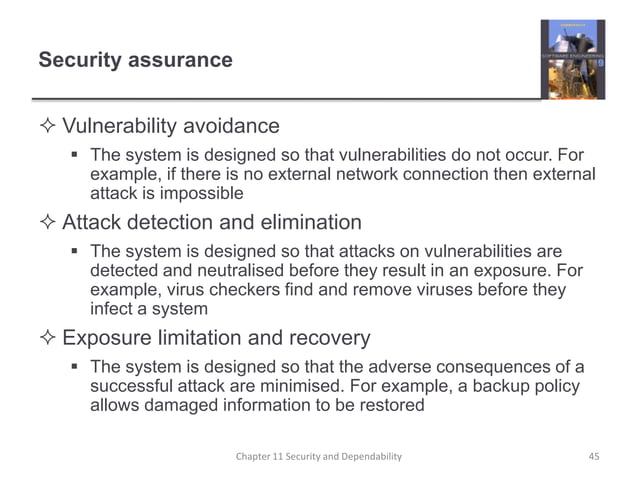 Security assurance
SOFTWARE ENGINEERING
9
✧ Vulnerability avoidance
▪ The system is designed so that vulnerabilities do not occur. For
example, if there is no external network connection then external
attack is impossible
✧ Attack detection and elimination
▪ The system is designed so that attacks on vulnerabilities are
detected and neutralised before they result in an exposure. For
example, virus checkers find and remove viruses before they
infect a system
✧ Exposure limitation and recovery
▪ The system is designed so that the adverse consequences of a
successful attack are minimised. For example, a backup policy
allows damaged information to be restored
Chapter 11 Security and Dependability
45